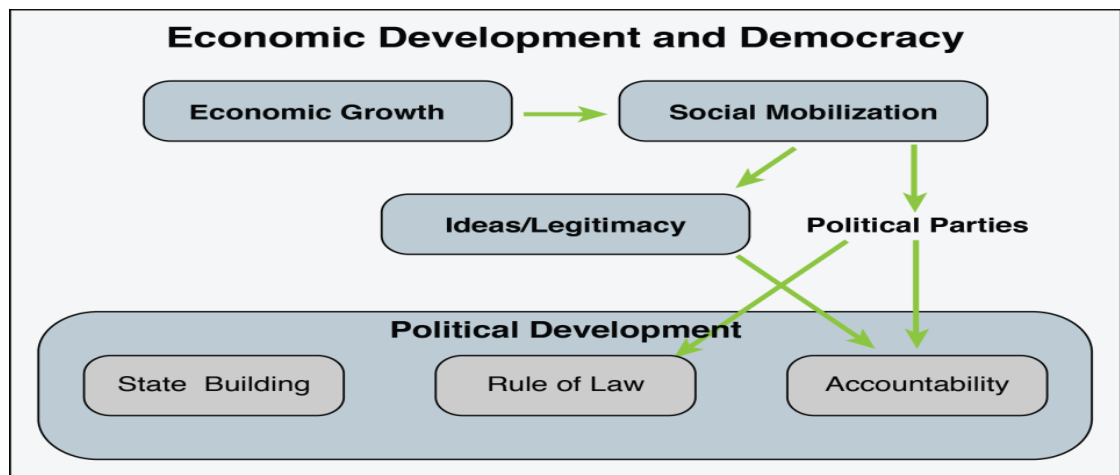 Economic Development and Democracy
Economic Growth
Social Mobilization
Ideas/Legitimacy
Political Parties
Political Development
State Building
Rule of Law
Accountability